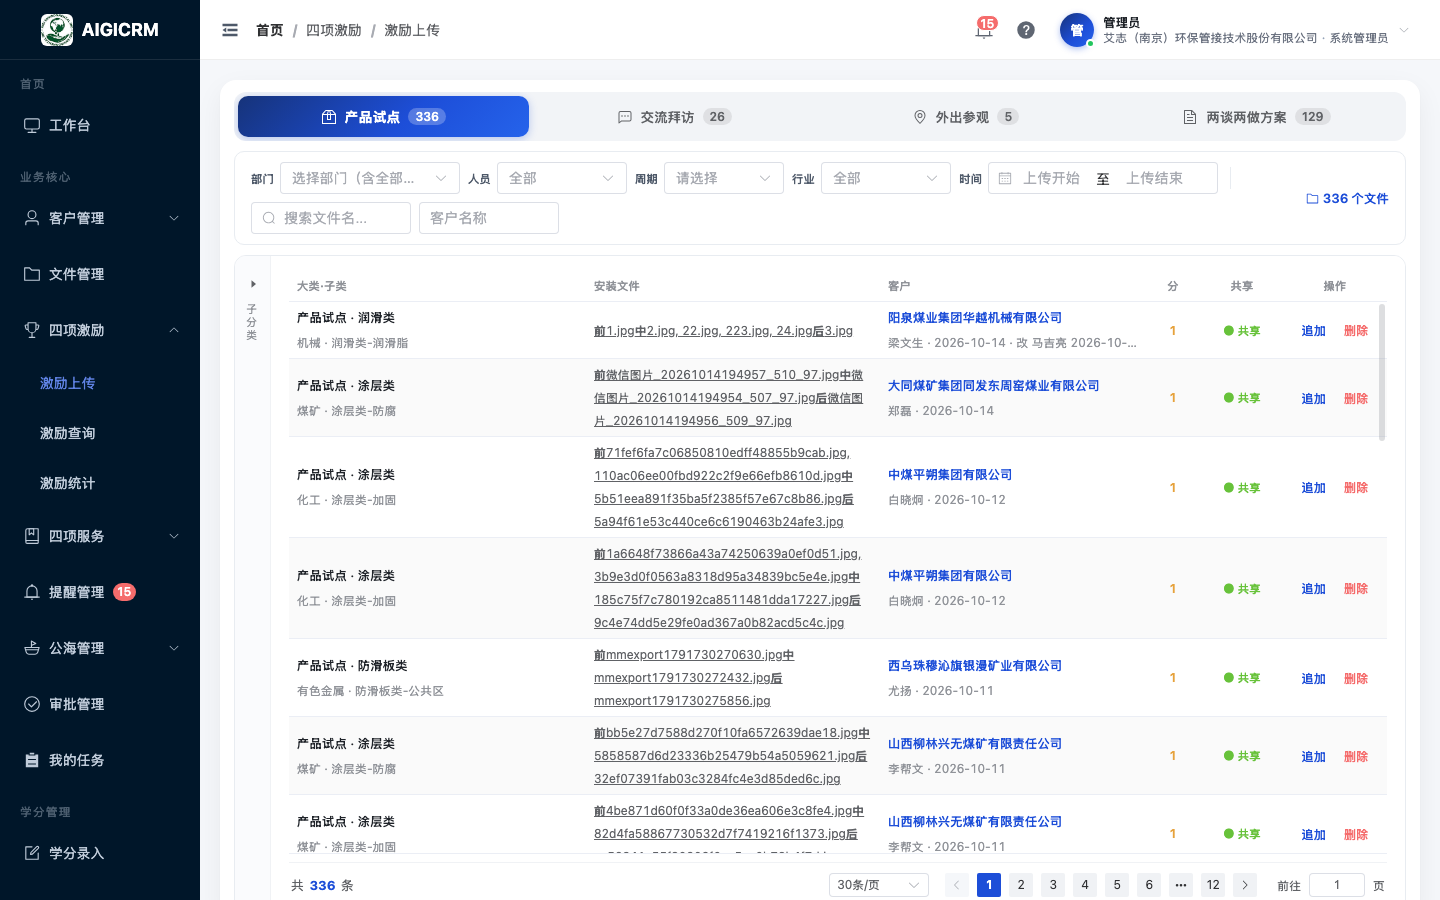 AIGICRM
首页
工作台
业务核心
客户管理
文件管理
四项激励
激励上传
激励查询
激励统计
四项服务
提醒管理 15
公海管理
审批管理
我的任务
学分管理
学分录入
首页 / 四项激励 / 激励上传
15
管
管理员
艾志（南京）环保管接技术股份有限公司 · 系统管理员
产品试点 336
交流拜访 26
外出参观 5
两谈两做方案 129
部门 选择部门（含全部... 人员 全部 周期 请选择 行业 全部 时间 上传开始 至 上传结束
搜索文件名... 客户名称
336 个文件
子分类
大类·子类 安装文件 客户 分 共享 操作
产品试点 · 润滑类
机械 · 润滑类-润滑脂
前1.jpg中2.jpg, 22.jpg, 223.jpg, 24.jpg后3.jpg
阳泉煤业集团华越机械有限公司
梁文生 · 2026-10-14 · 改 马吉亮 2026-10-...
1 共享 追加 删除
产品试点 · 涂层类
煤矿 · 涂层类-防腐
前微信图片_20261014194957_510_97.jpg中微
信图片_20261014194954_507_97.jpg后微信图
片_20261014194956_509_97.jpg
大同煤矿集团同发东周窑煤业有限公司
郑磊 · 2026-10-14
1 共享 追加 删除
产品试点 · 涂层类
化工 · 涂层类-加固
前71fef6fa7c06850810edff48855b9cab.jpg,
110ac06ee00fbd922c2f9e66efb8610d.jpg中
5b51eea891f35ba5f2385f57e67c8b86.jpg后
5a94f61e53c440ce6c6190463b24afe3.jpg
中煤平朔集团有限公司
白晓炯 · 2026-10-12
1 共享 追加 删除
产品试点 · 涂层类
化工 · 涂层类-加固
前1a6648f73866a43a74250639a0ef0d51.jpg,
3b9e3d0f0563a8318d95a34839bc5e4e.jpg中
185c75f7c780192ca8511481dda17227.jpg后
9c4e74dd5e29fe0ad367a0b82acd5c4c.jpg
中煤平朔集团有限公司
白晓炯 · 2026-10-12
1 共享 追加 删除
产品试点 · 防滑板类
有色金属 · 防滑板类-公共区
前mmexport1791730270630.jpg中
mmexport1791730272432.jpg后
mmexport1791730275856.jpg
西乌珠穆沁旗银漫矿业有限公司
尤扬 · 2026-10-11
1 共享 追加 删除
产品试点 · 涂层类
煤矿 · 涂层类-防腐
前bb5e27d7588d270f10fa6572639dae18.jpg中
5858587d6d23336b25479b54a5059621.jpg后
32ef07391fab03c3284fc4e3d85ded6c.jpg
山西柳林兴无煤矿有限责任公司
李帮文 · 2026-10-11
1 共享 追加 删除
产品试点 · 涂层类
煤矿 · 涂层类-加固
前4be871d60f0f33a0de36ea606e3c8fe4.jpg中
82d4fa58867730532d7f7419216f1373.jpg后
山西柳林兴无煤矿有限责任公司
李帮文 · 2026-10-11
1 共享 追加 删除
共 336 条
30条/页 1 2 3 4 5 6 ··· 12 前往 1 页